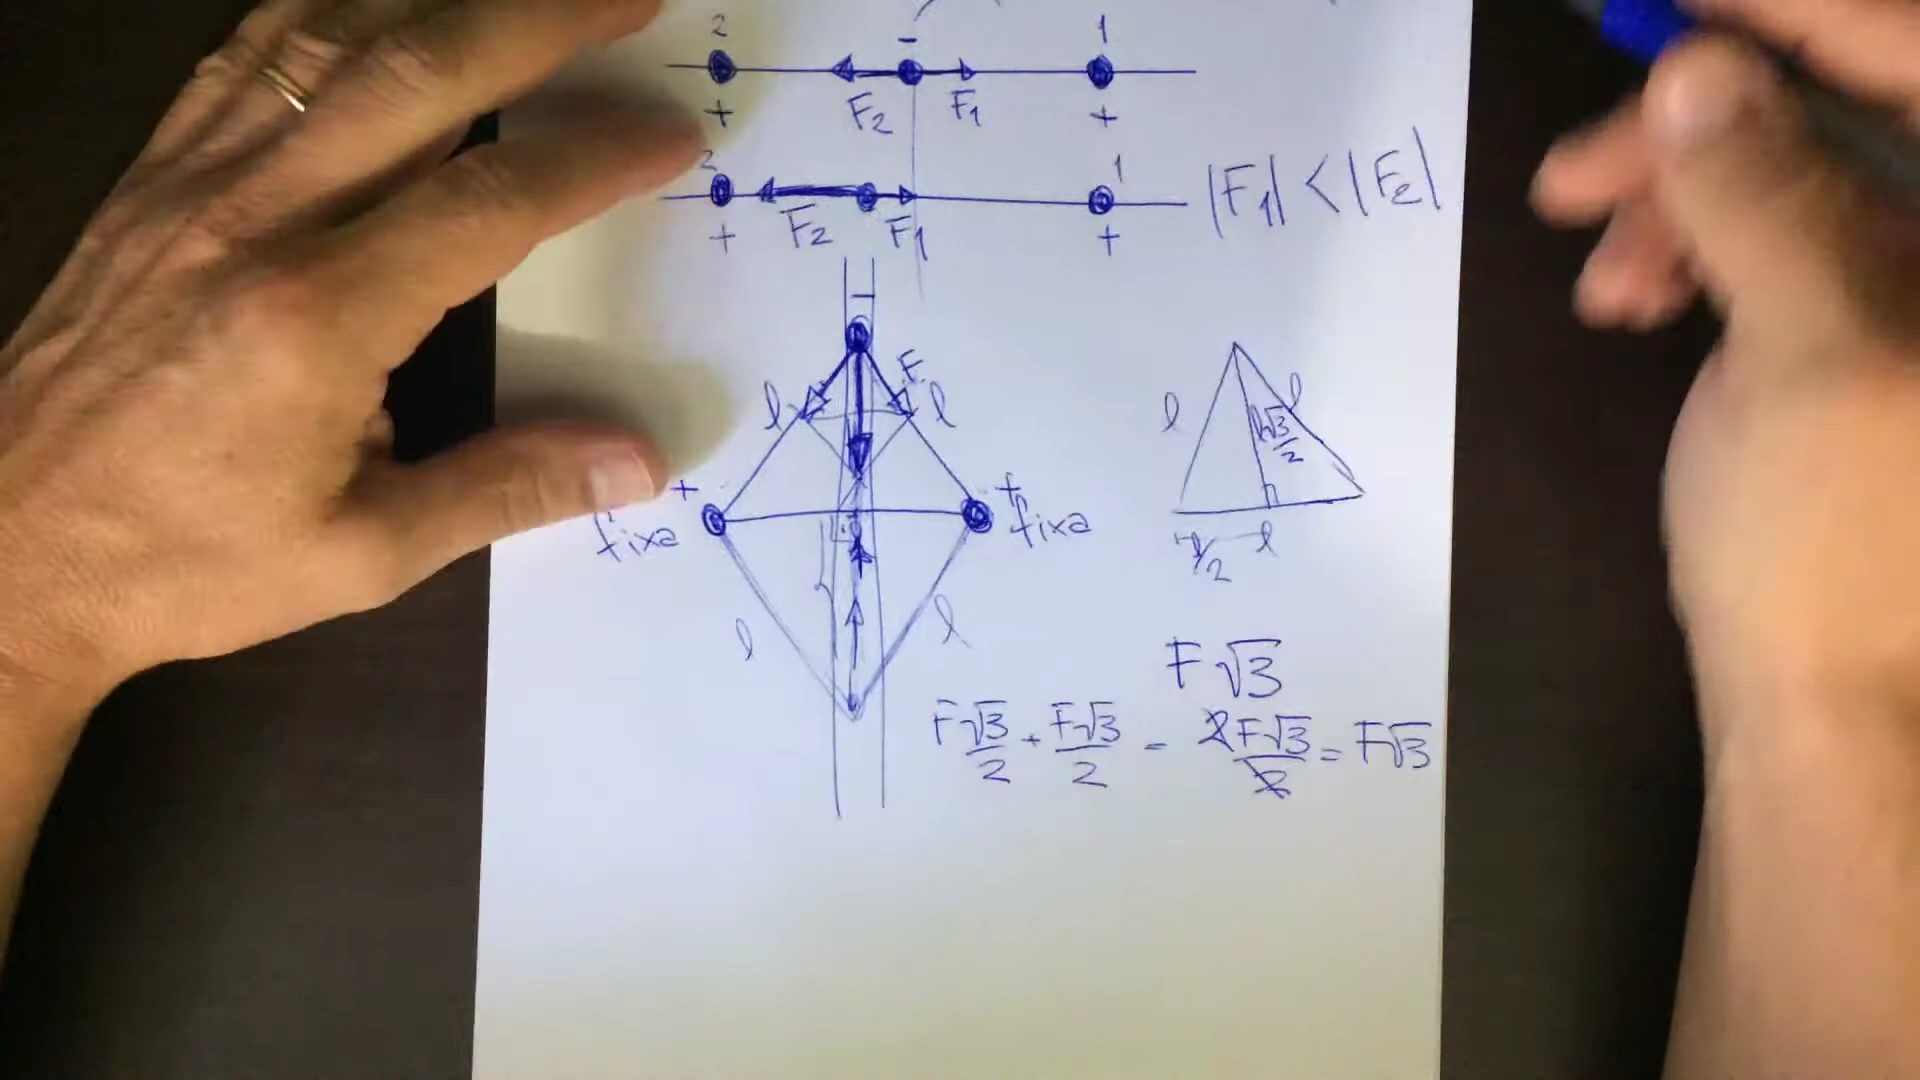 2 - 1
+ F2 F1 +
2 1
+ F2 F1 + |F1| < |F2|
-
l F l
+ fixa + fixa
l l
l l
l√3/2
l/2 l
F√3
F√3/2 + F√3/2 = 2F√3/2 = F√3